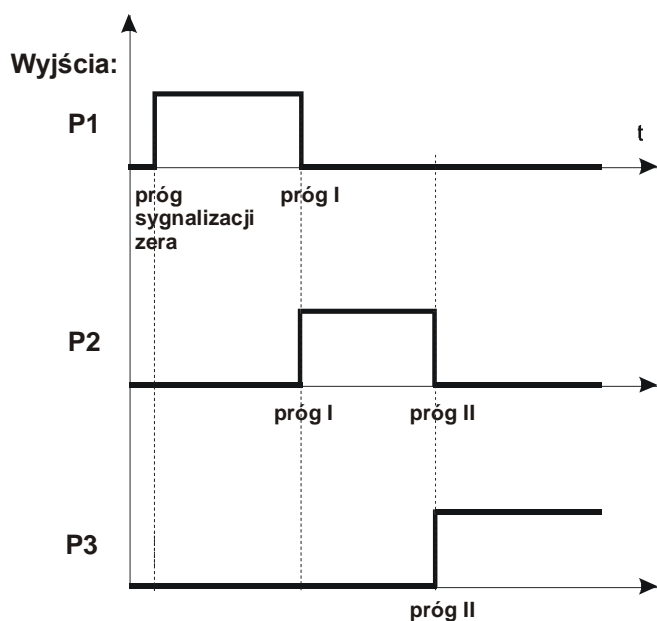 Wyjścia:
P1
t
próg
sygnalizacji
zera
próg I
P2
próg I
próg II
P3
próg II